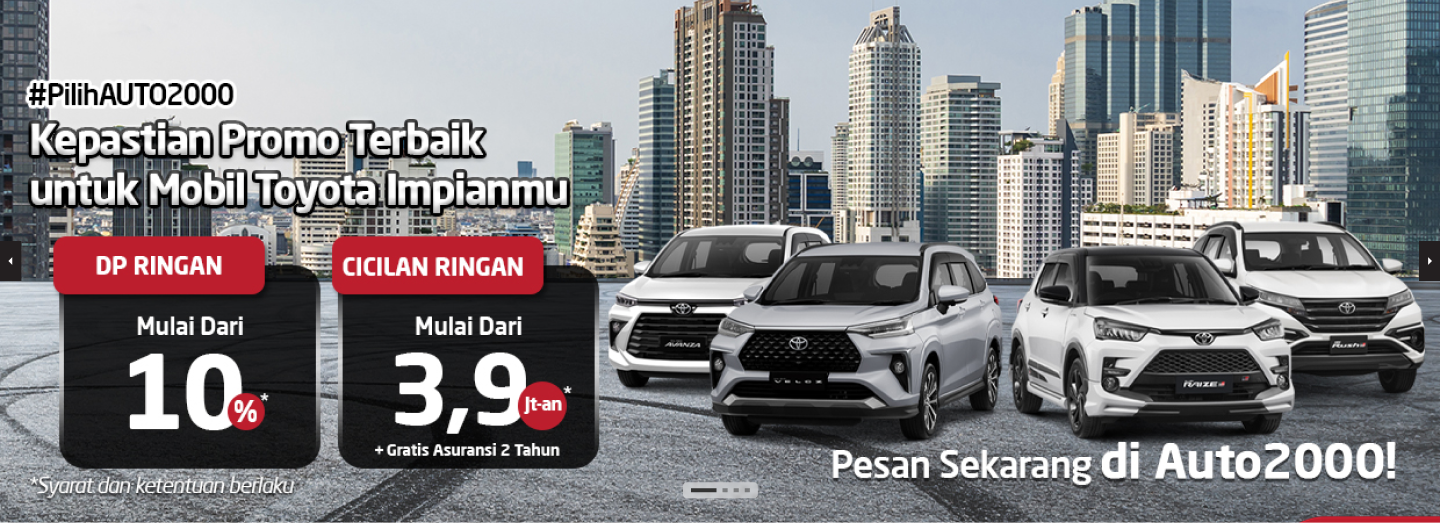 #PilihAUTO2000
Kepastian Promo Terbaik
untuk Mobil Toyota Impianmu
DP RINGAN
Mulai Dari
10%*
CICILAN RINGAN
Mulai Dari
3,9 Jt-an*
+ Gratis Asuransi 2 Tahun
*Syarat dan ketentuan berlaku
AVANZA
VELOZ
RAIZE
Rush
Pesan Sekarang di Auto2000!